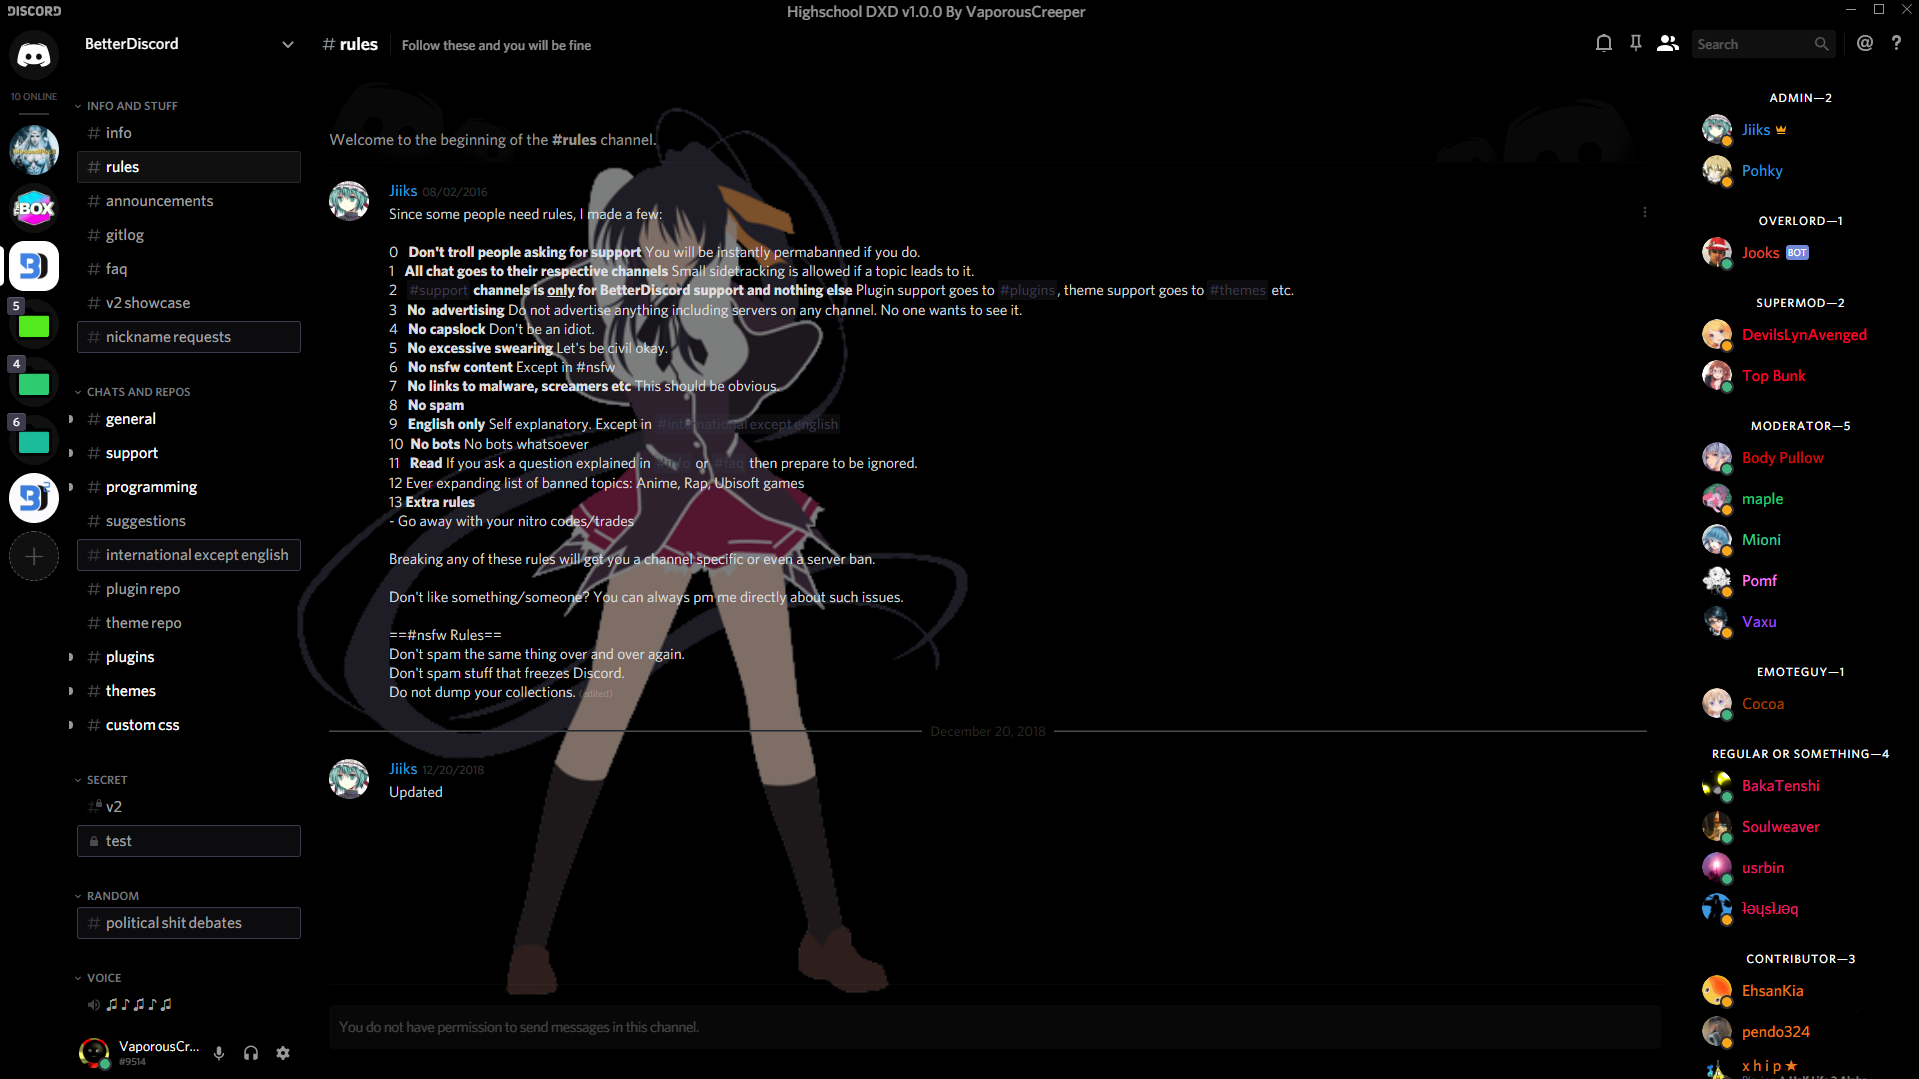 DISCORD
Highschool DXD v1.0.0 By VaporousCreeper
BetterDiscord
# rules
Follow these and you will be fine
Search
@ ?
10 ONLINE
THE BOX
5
4
6
INFO AND STUFF
# info
# rules
# announcements
# gitlog
# faq
# v2 showcase
# nickname requests
CHATS AND REPOS
# general
# support
# programming
# suggestions
# international except english
# plugin repo
# theme repo
# plugins
# themes
# custom css
SECRET
v2
test
RANDOM
# political shit debates
VOICE
♫ ♪ ♫ ♪ ♫
VaporousCr...
#9514
Welcome to the beginning of the #rules channel.
Jiiks 08/02/2016
Since some people need rules, I made a few:
0 Don't troll people asking for support You will be instantly permabanned if you do.
1 All chat goes to their respective channels Small sidetracking is allowed if a topic leads to it.
2 #support channels is only for BetterDiscord support and nothing else Plugin support goes to #plugins, theme support goes to #themes etc.
3 No advertising Do not advertise anything including servers on any channel. No one wants to see it.
4 No capslock Don't be an idiot.
5 No excessive swearing Let's be civil okay.
6 No nsfw content Except in #nsfw
7 No links to malware, screamers etc This should be obvious.
8 No spam
9 English only Self explanatory. Except in #international except english
10 No bots No bots whatsoever
11 Read If you ask a question explained in #info or #faq then prepare to be ignored.
12 Ever expanding list of banned topics: Anime, Rap, Ubisoft games
13 Extra rules
- Go away with your nitro codes/trades
Breaking any of these rules will get you a channel specific or even a server ban.
Don't like something/someone? You can always pm me directly about such issues.
==#nsfw Rules==
Don't spam the same thing over and over again.
Don't spam stuff that freezes Discord.
Do not dump your collections. (edited)
December 20, 2018
Jiiks 12/20/2018
Updated
You do not have permission to send messages in this channel.
ADMIN—2
Jiiks
Pohky
OVERLORD—1
Jooks BOT
SUPERMOD—2
DevilsLynAvenged
Top Bunk
MODERATOR—5
Body Pullow
maple
Mioni
Pomf
Vaxu
EMOTEGUY—1
Cocoa
REGULAR OR SOMETHING—4
BakaTenshi
Soulweaver
usrbin
CONTRIBUTOR—3
EhsanKia
pendo324
x h i p ★